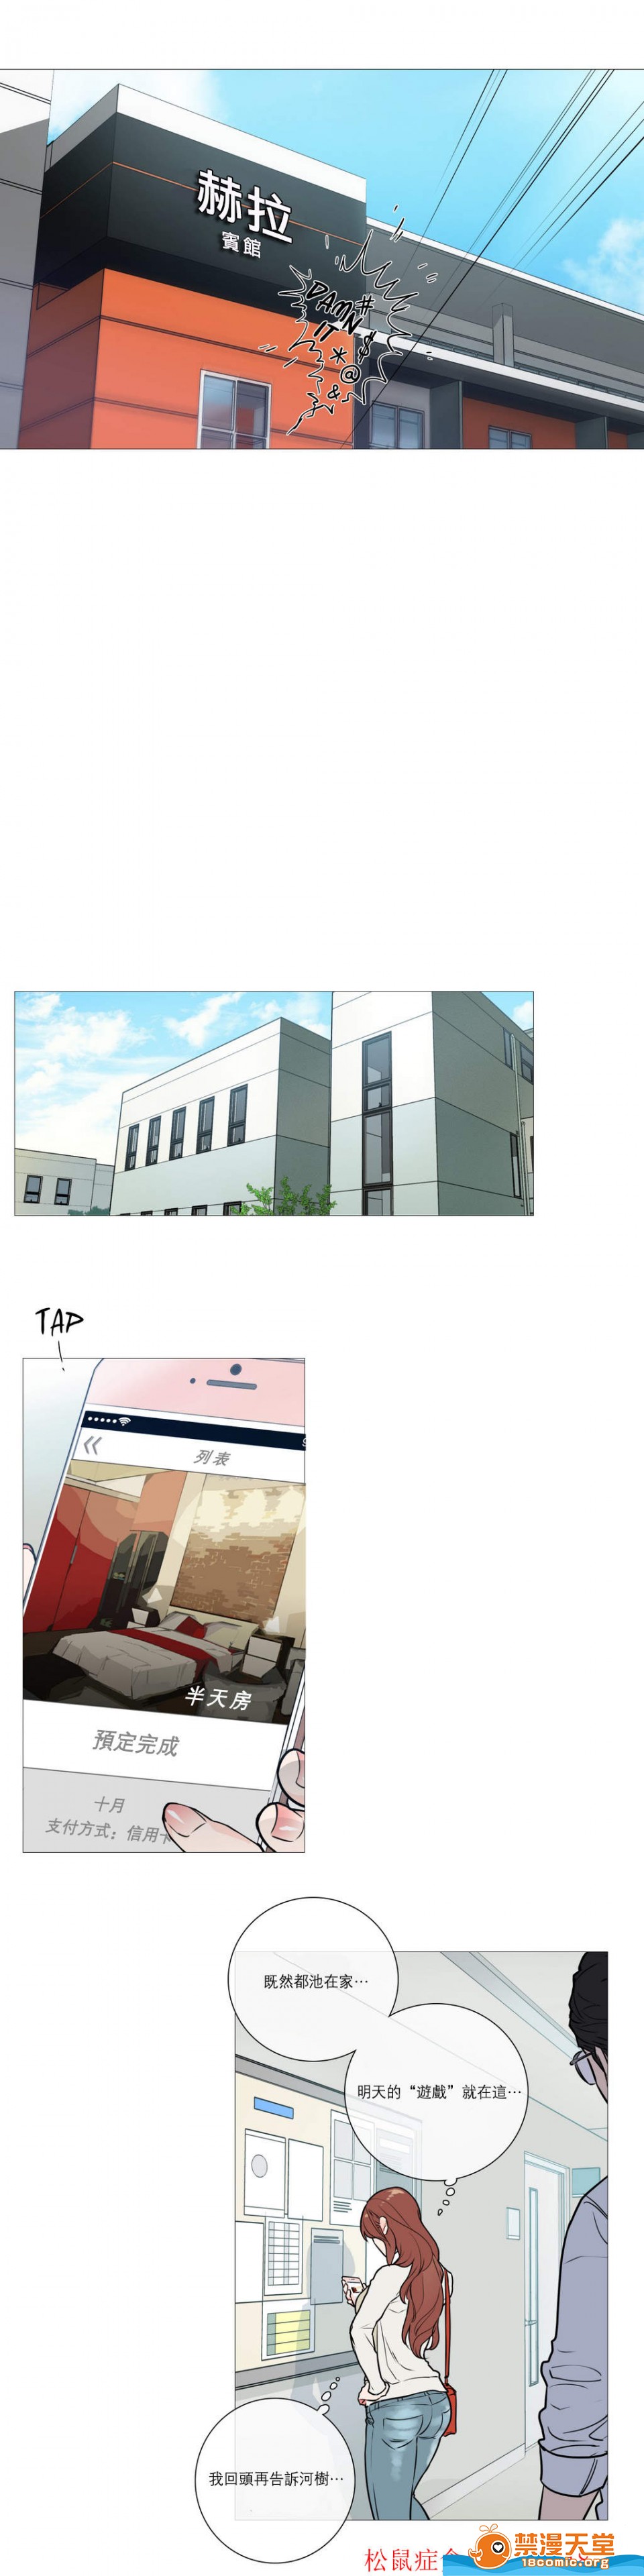 赫拉
賓館
DAMN
IT
#$*@&
TAP
列表
半天房
預定完成
十月
支付方式：信用卡
既然都池在家…
明天的“遊戲”就在這…
我回頭再告訴河樹…
松鼠症
禁漫天堂
18comic.org